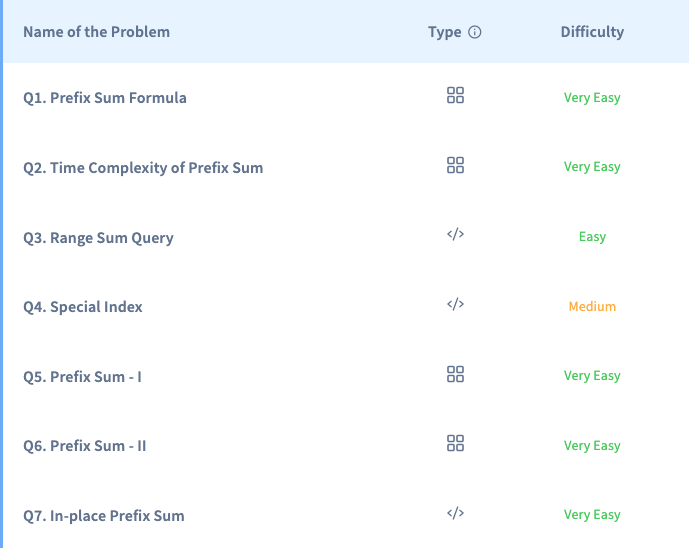 Name of the Problem Type Difficulty
Q1. Prefix Sum Formula Very Easy
Q2. Time Complexity of Prefix Sum Very Easy
Q3. Range Sum Query </> Easy
Q4. Special Index </> Medium
Q5. Prefix Sum - I Very Easy
Q6. Prefix Sum - II Very Easy
Q7. In-place Prefix Sum </> Very Easy